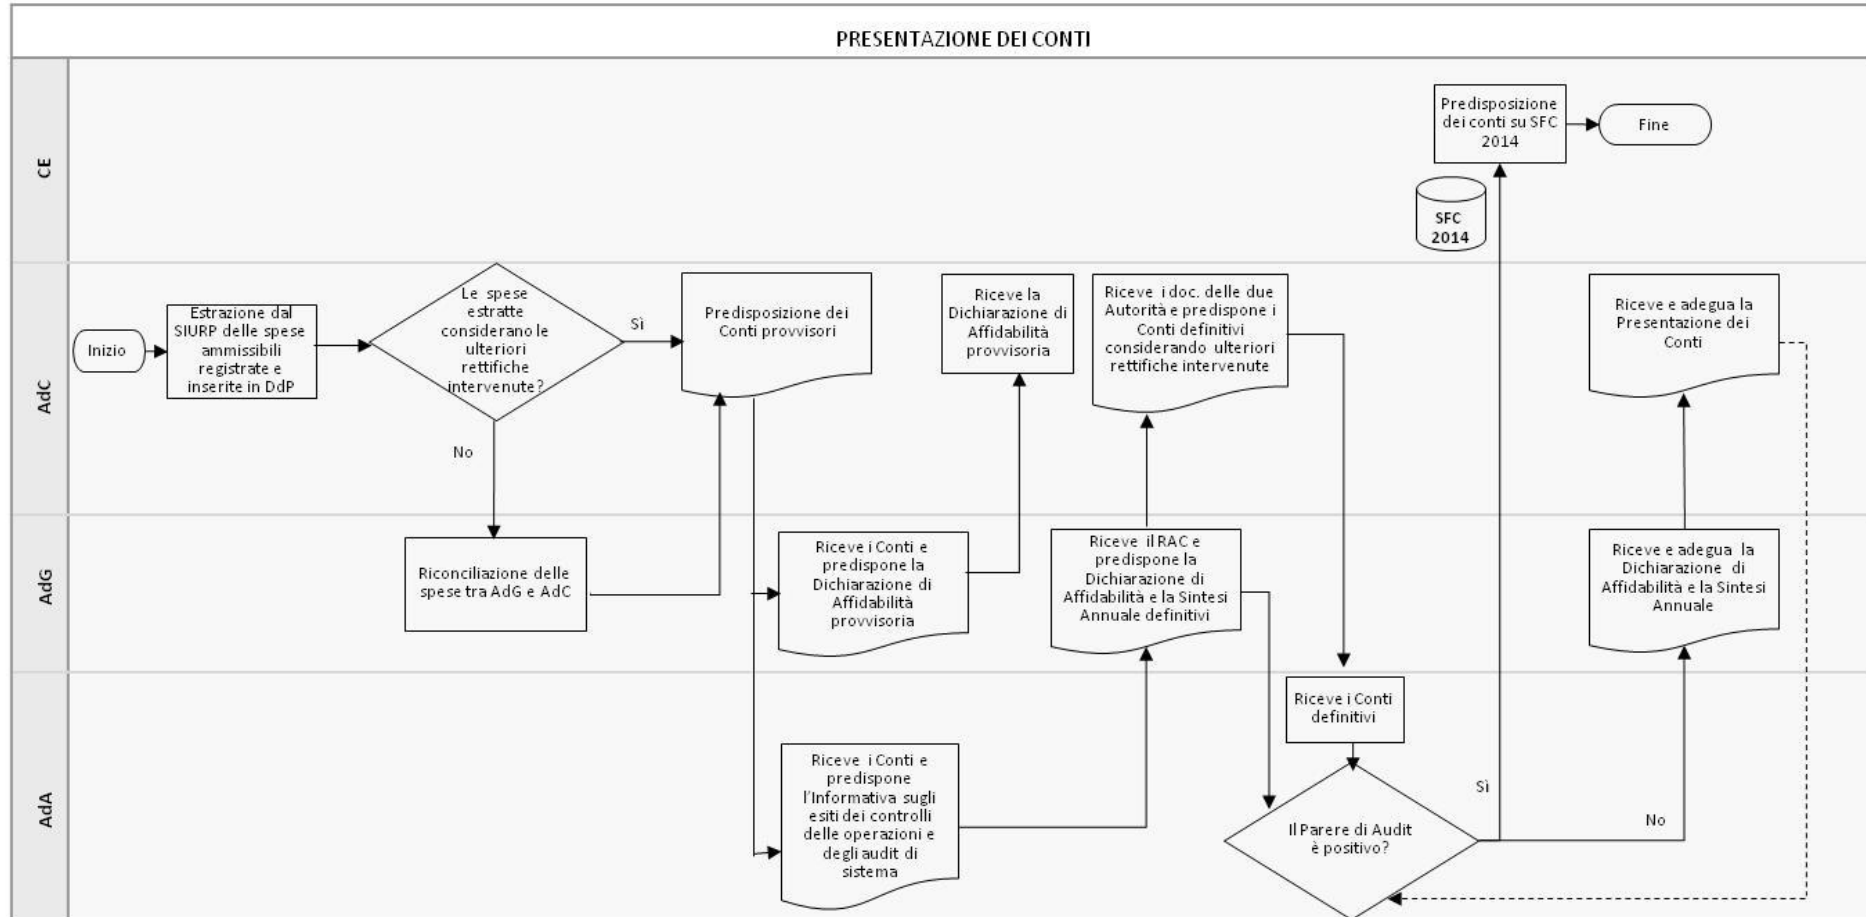 PRESENTAZIONE DEI CONTI
CE
Predisposizione
dei conti su SFC
2014
Fine
SFC
2014
AdC
Inizio
Estrazione dal
SIURP delle spese
ammissibili
registrate e
inserite in DdP
Le spese
estratte
considerano le
ulteriori
rettifiche
intervenute?
Sì
No
Predisposizione dei
Conti provvisori
Riceve la
Dichiarazione di
Affidabilità
provvisoria
Riceve i doc. delle due
Autorità e predispone i
Conti definitivi
considerando ulteriori
rettifiche intervenute
Riceve e adegua la
Presentazione dei
Conti
AdG
Riconciliazione delle
spese tra AdG e AdC
Riceve i Conti e
predispone la
Dichiarazione di
Affidabilità
provvisoria
Riceve il RAC e
predispone la
Dichiarazione di
Affidabilità e la Sintesi
Annuale definitivi
Riceve e adegua la
Dichiarazione di
Affidabilità e la Sintesi
Annuale
AdA
Riceve i Conti e
predispone
l'Informativa sugli
esiti dei controlli
delle operazioni e
degli audit di
sistema
Riceve i Conti
definitivi
Il Parere di Audit
è positivo?
Sì
No